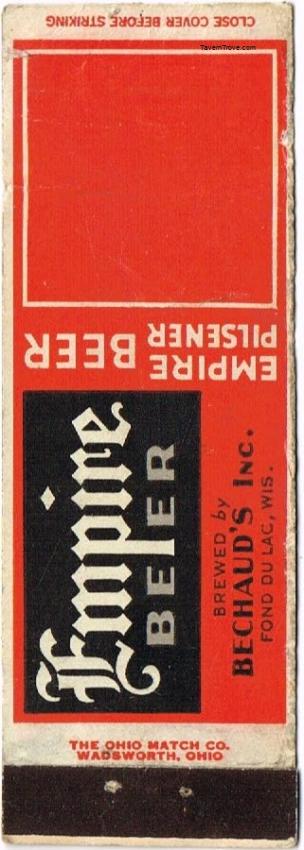 CLOSE COVER BEFORE STRIKING
TavernTrove.com
EMPIRE
PILSENER
BEER
Empire
BEER
BREWED by
BECHAUD'S INC.
FOND DU LAC, WIS.
THE OHIO MATCH CO.
WADSWORTH, OHIO